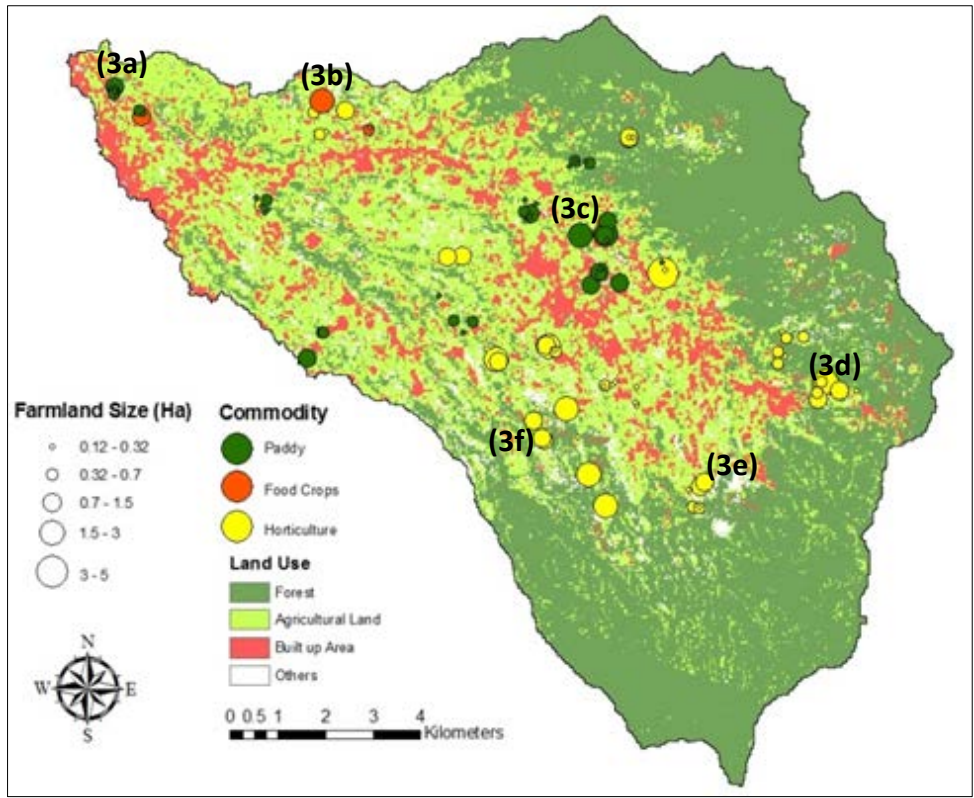 (3a)
(3b)
(3c)
(3d)
(3e)
(3f)
Farmland Size (Ha)
0.12 - 0.32
0.32 - 0.7
0.7 - 1.5
1.5 - 3
3 - 5
Commodity
Paddy
Food Crops
Horticulture
Land Use
Forest
Agricultural Land
Built up Area
Others
N
W E
S
0 0.5 1 2 3 4
Kilometers